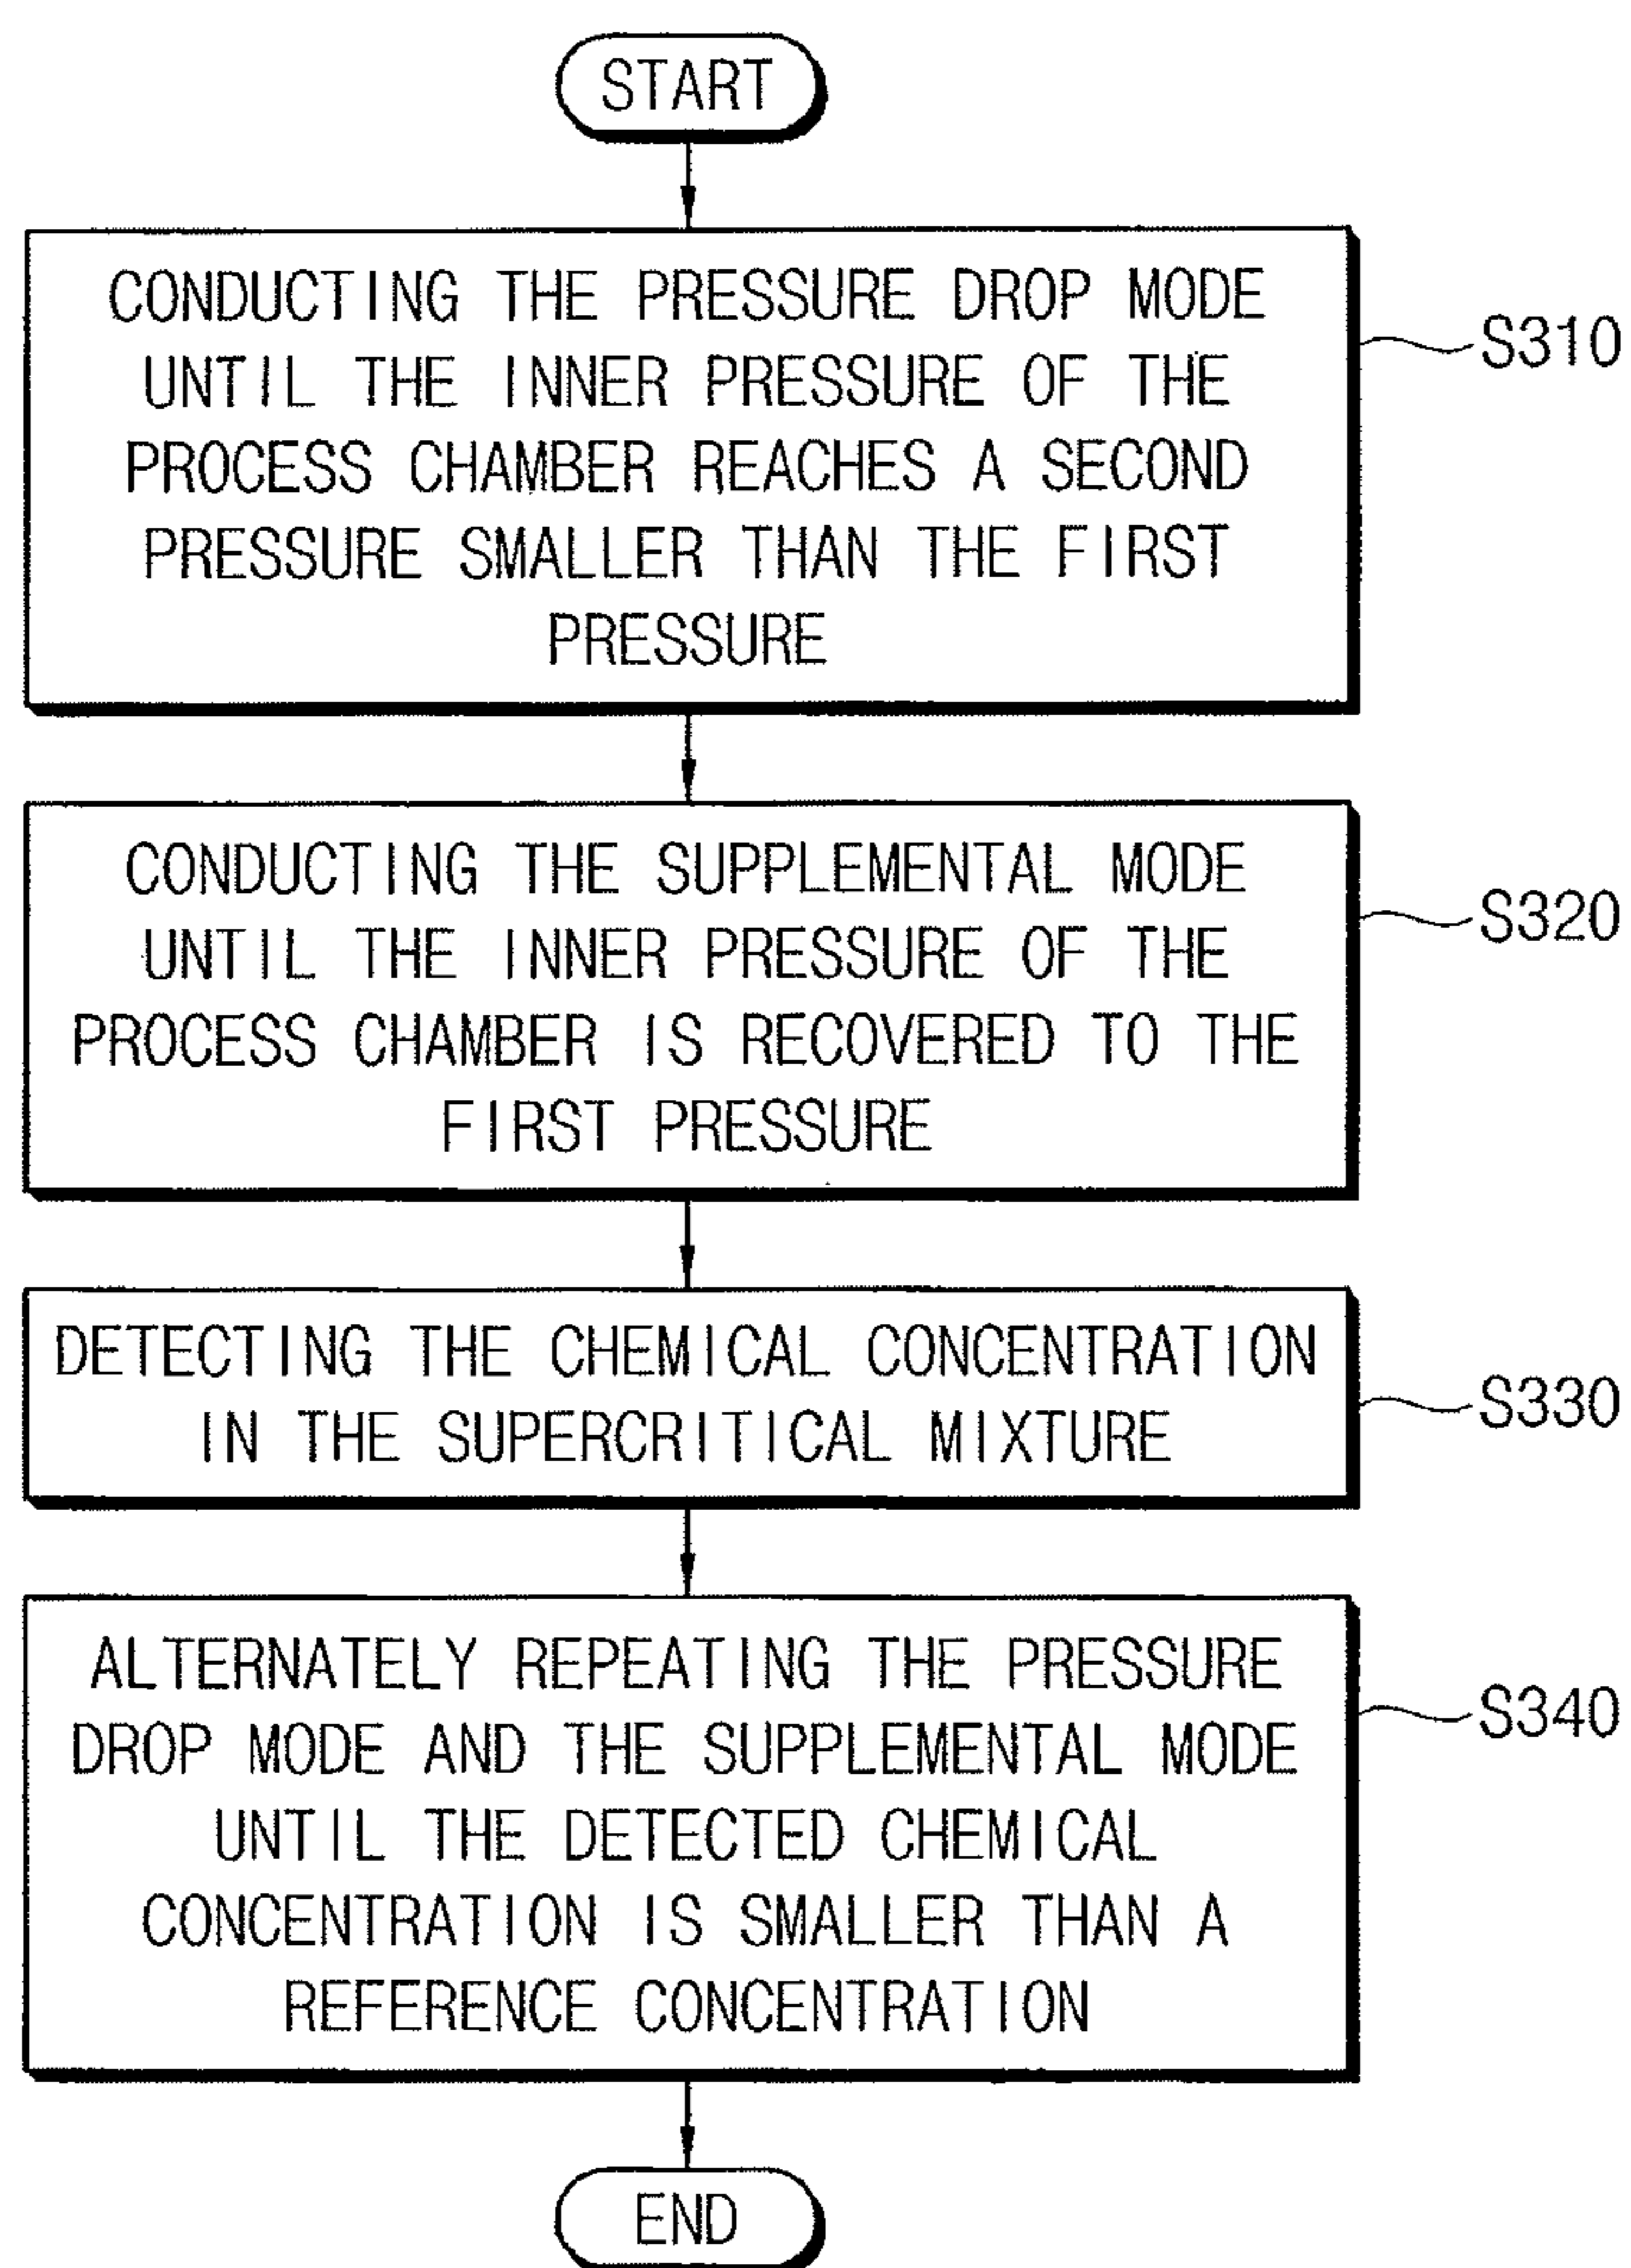 START
CONDUCTING THE PRESSURE DROP MODE
UNTIL THE INNER PRESSURE OF THE
PROCESS CHAMBER REACHES A SECOND
PRESSURE SMALLER THAN THE FIRST
PRESSURE
S310
CONDUCTING THE SUPPLEMENTAL MODE
UNTIL THE INNER PRESSURE OF THE
PROCESS CHAMBER IS RECOVERED TO THE
FIRST PRESSURE
S320
DETECTING THE CHEMICAL CONCENTRATION
IN THE SUPERCRITICAL MIXTURE
S330
ALTERNATELY REPEATING THE PRESSURE
DROP MODE AND THE SUPPLEMENTAL MODE
UNTIL THE DETECTED CHEMICAL
CONCENTRATION IS SMALLER THAN A
REFERENCE CONCENTRATION
S340
END